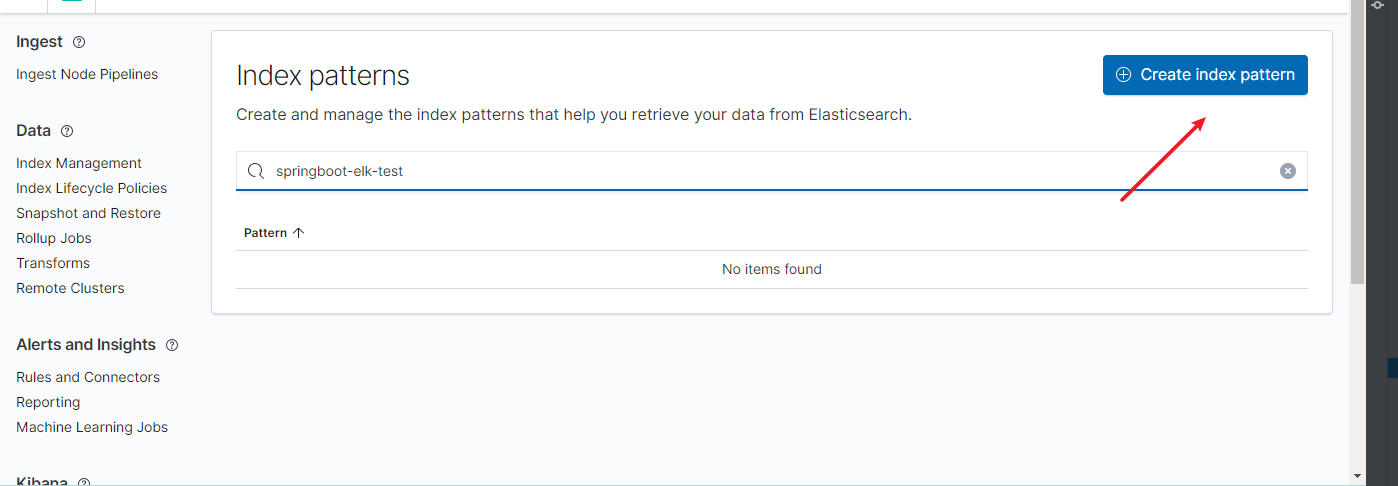 Ingest
Ingest Node Pipelines
Data
Index Management
Index Lifecycle Policies
Snapshot and Restore
Rollup Jobs
Transforms
Remote Clusters
Alerts and Insights
Rules and Connectors
Reporting
Machine Learning Jobs
Kibana
Index patterns
Create index pattern
Create and manage the index patterns that help you retrieve your data from Elasticsearch.
springboot-elk-test
Pattern
No items found